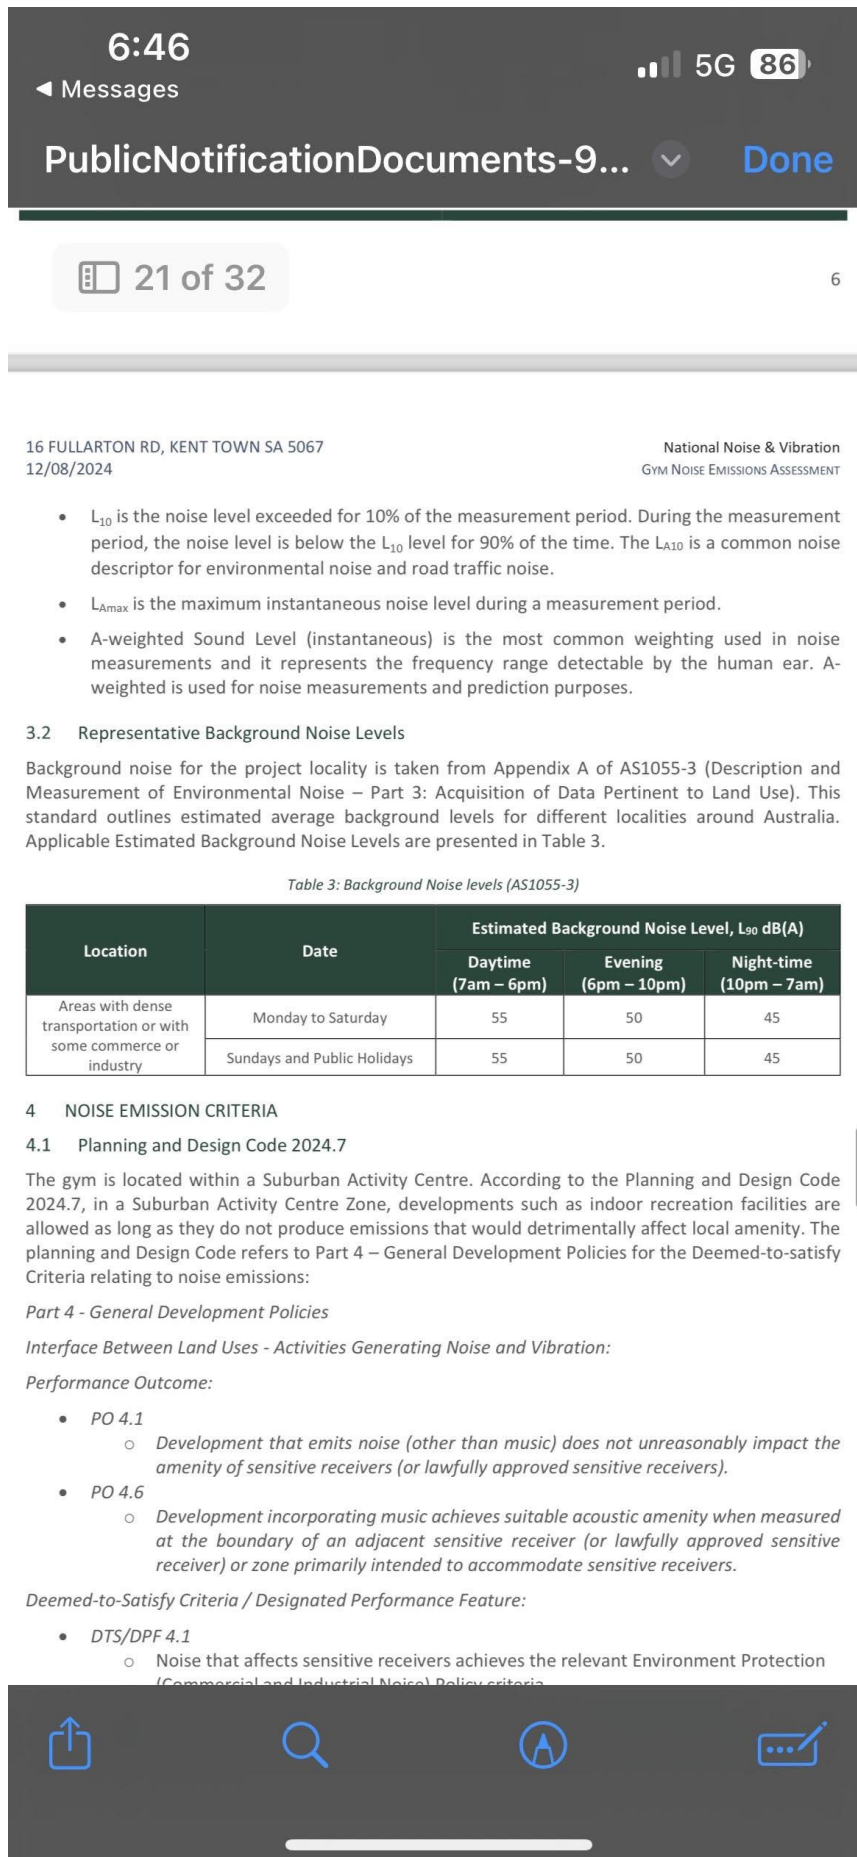 6:46
5G 86
◀ Messages
PublicNotificationDocuments-9... Done
21 of 32
6
16 FULLARTON RD, KENT TOWN SA 5067
12/08/2024
National Noise & Vibration
GYM NOISE EMISSIONS ASSESSMENT
• L10 is the noise level exceeded for 10% of the measurement period. During the measurement
period, the noise level is below the L10 level for 90% of the time. The LA10 is a common noise
descriptor for environmental noise and road traffic noise.
• LAmax is the maximum instantaneous noise level during a measurement period.
• A-weighted Sound Level (instantaneous) is the most common weighting used in noise
measurements and it represents the frequency range detectable by the human ear. A-
weighted is used for noise measurements and prediction purposes.
3.2 Representative Background Noise Levels
Background noise for the project locality is taken from Appendix A of AS1055-3 (Description and
Measurement of Environmental Noise – Part 3: Acquisition of Data Pertinent to Land Use). This
standard outlines estimated average background levels for different localities around Australia.
Applicable Estimated Background Noise Levels are presented in Table 3.
Table 3: Background Noise levels (AS1055-3)
Location Date Estimated Background Noise Level, L90 dB(A)
Daytime Evening Night-time
(7am – 6pm) (6pm – 10pm) (10pm – 7am)
Areas with dense
transportation or with
some commerce or
industry
Monday to Saturday 55 50 45
Sundays and Public Holidays 55 50 45
4 NOISE EMISSION CRITERIA
4.1 Planning and Design Code 2024.7
The gym is located within a Suburban Activity Centre. According to the Planning and Design Code
2024.7, in a Suburban Activity Centre Zone, developments such as indoor recreation facilities are
allowed as long as they do not produce emissions that would detrimentally affect local amenity. The
planning and Design Code refers to Part 4 – General Development Policies for the Deemed-to-satisfy
Criteria relating to noise emissions:
Part 4 - General Development Policies
Interface Between Land Uses - Activities Generating Noise and Vibration:
Performance Outcome:
• PO 4.1
o Development that emits noise (other than music) does not unreasonably impact the
amenity of sensitive receivers (or lawfully approved sensitive receivers).
• PO 4.6
o Development incorporating music achieves suitable acoustic amenity when measured
at the boundary of an adjacent sensitive receiver (or lawfully approved sensitive
receiver) or zone primarily intended to accommodate sensitive receivers.
Deemed-to-Satisfy Criteria / Designated Performance Feature:
• DTS/DPF 4.1
o Noise that affects sensitive receivers achieves the relevant Environment Protection
(Commercial and Industrial Noise) Policy criteria